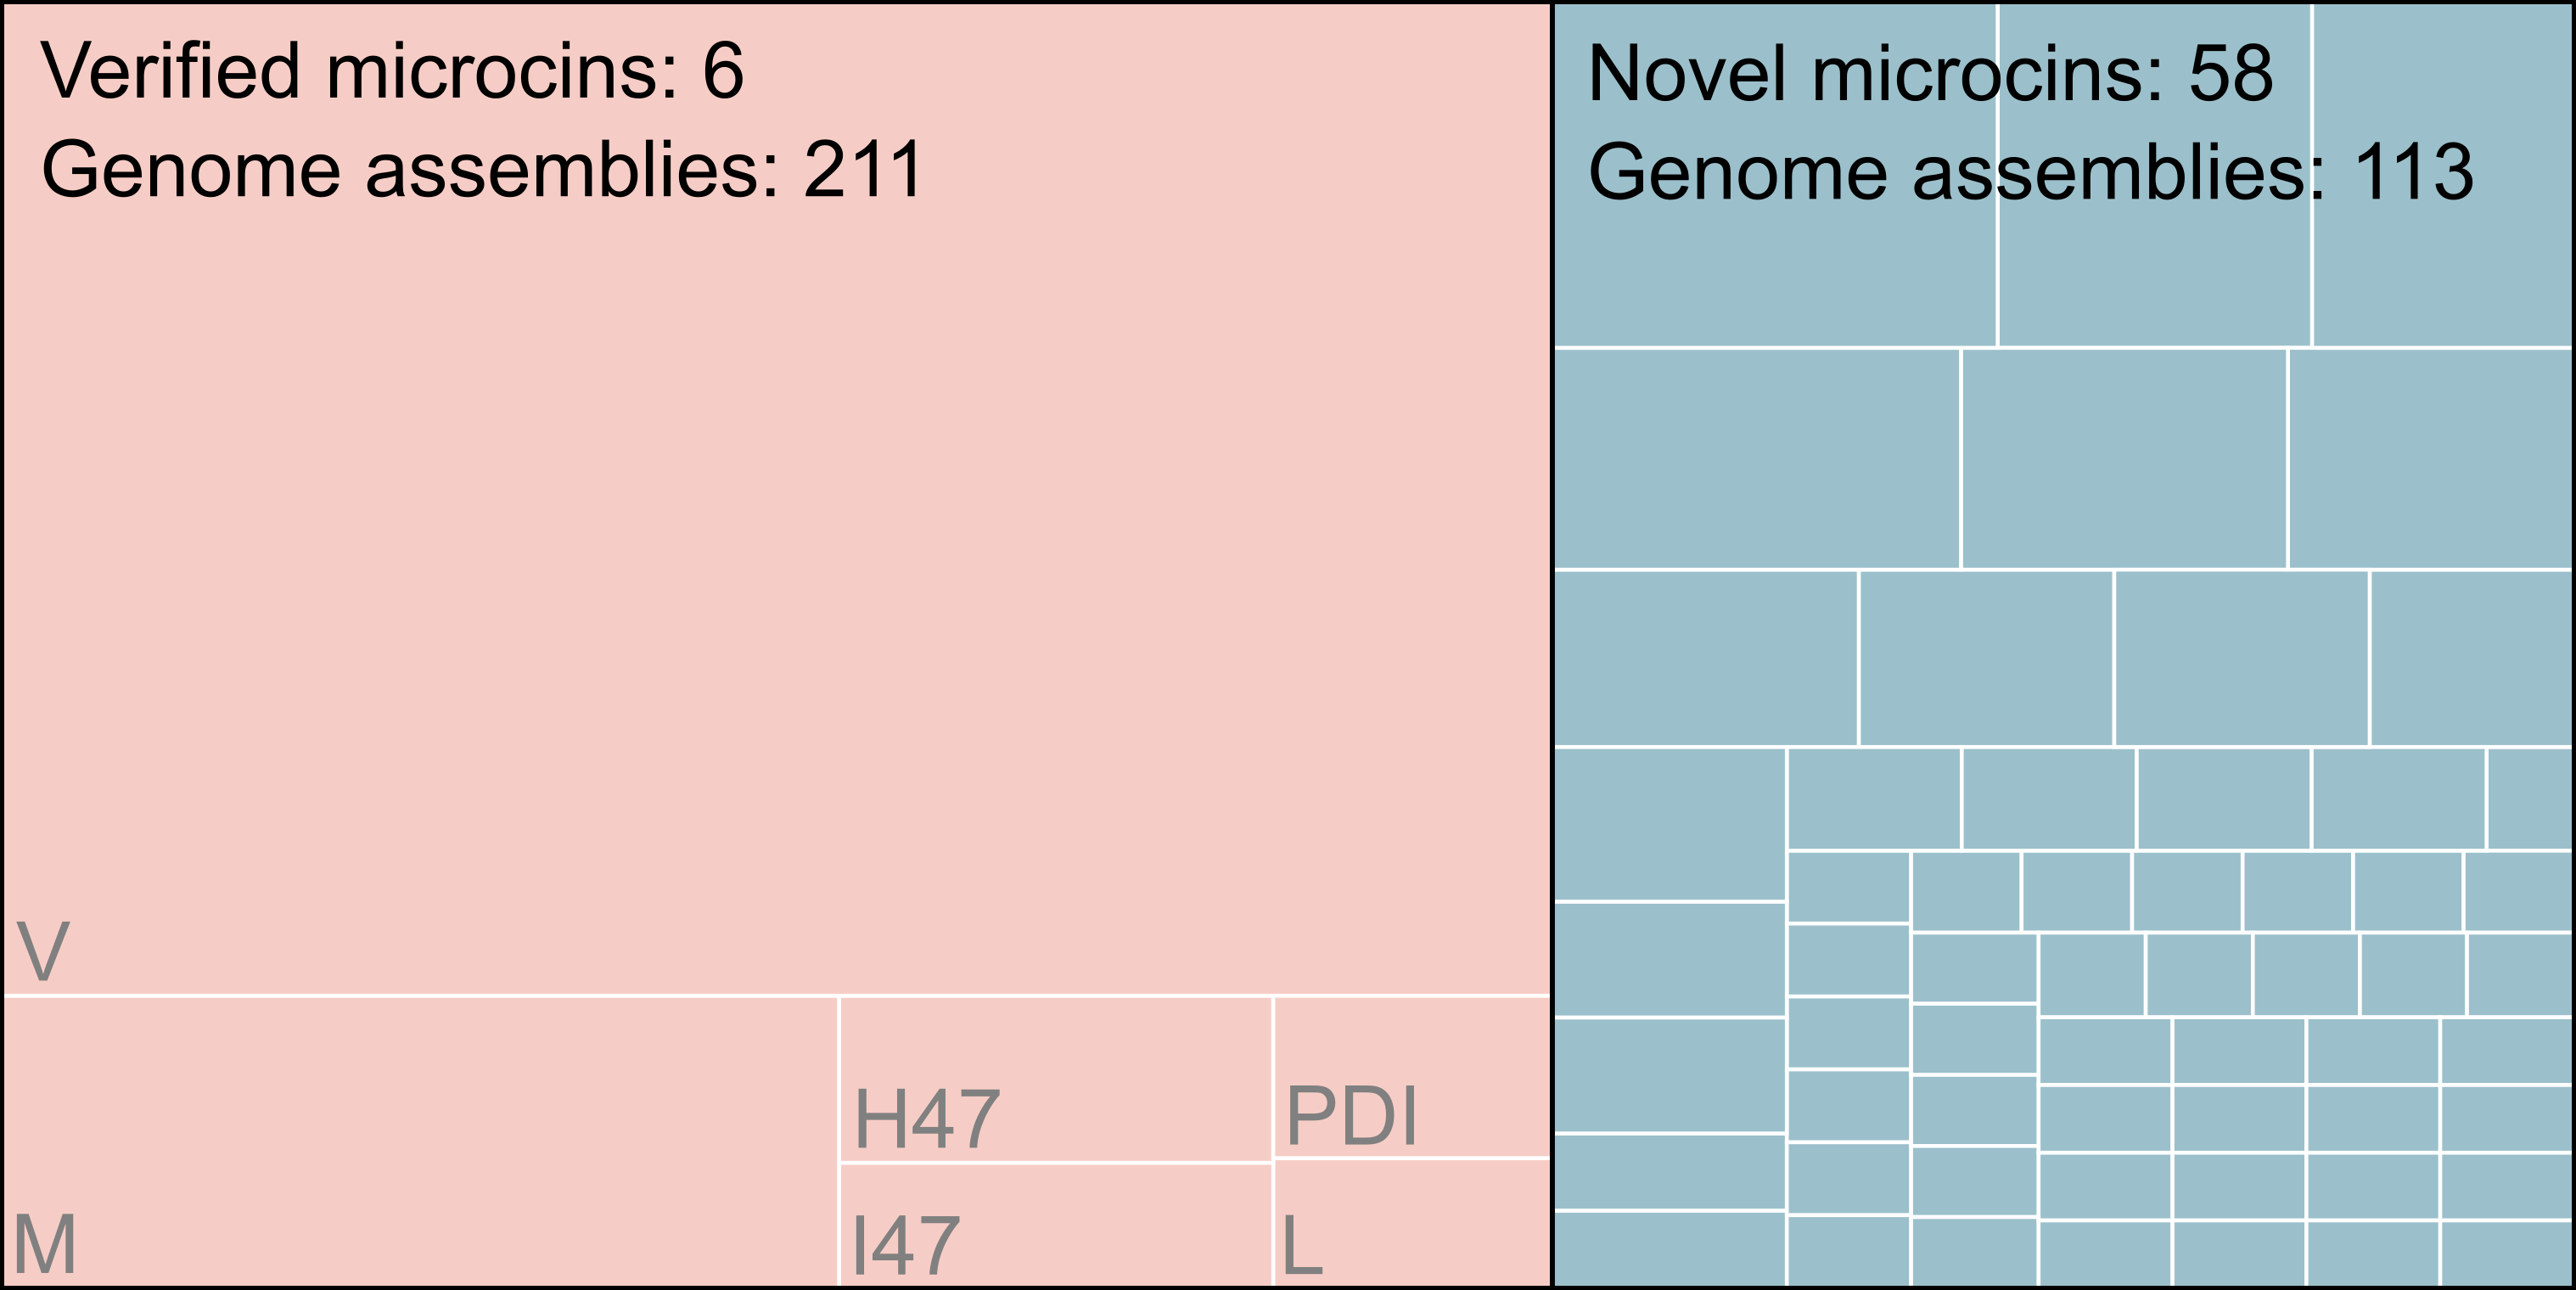 Verified microcins: 6
Genome assemblies: 211
Novel microcins: 58
Genome assemblies: 113
V
M
H47
I47
PDI
L